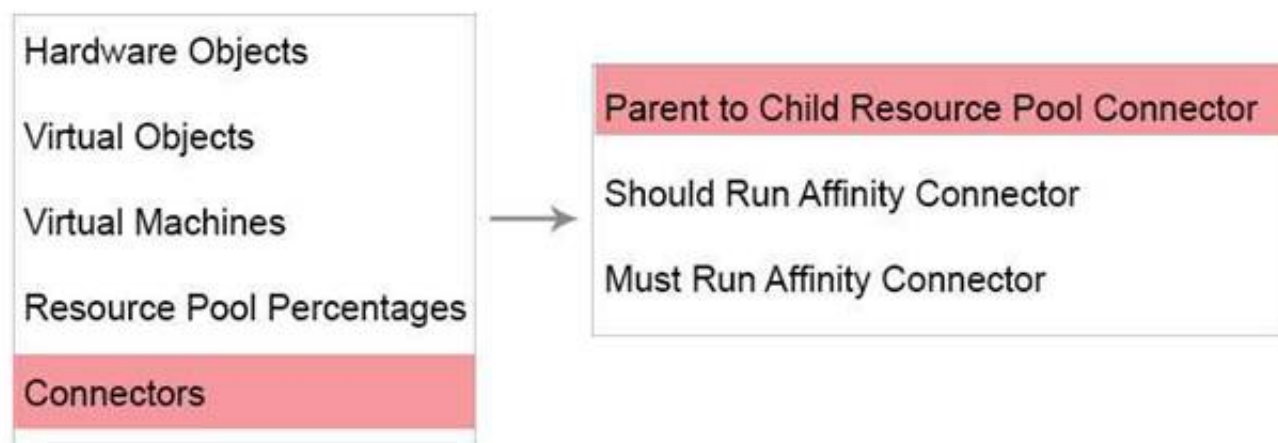 Hardware Objects
Virtual Objects
Virtual Machines
Resource Pool Percentages
Connectors
Parent to Child Resource Pool Connector
Should Run Affinity Connector
Must Run Affinity Connector